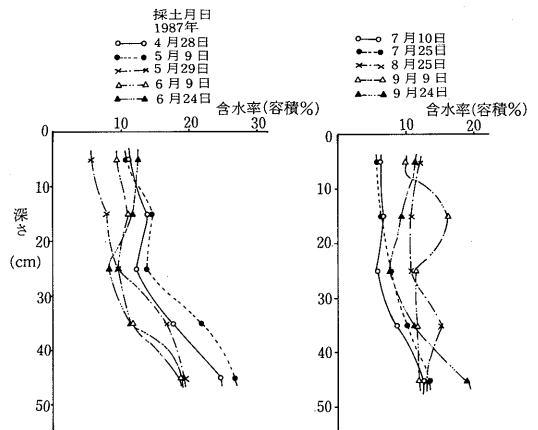 採土月日
1987年
4月28日
5月 9日
5月29日
6月 9日
6月24日
含水率(容積%)
0 10 20 30
0
10
20
30
40
50
深さ
(cm)
7月10日
7月25日
8月25日
9月 9日
9月24日
含水率(容積%)
0 10 20